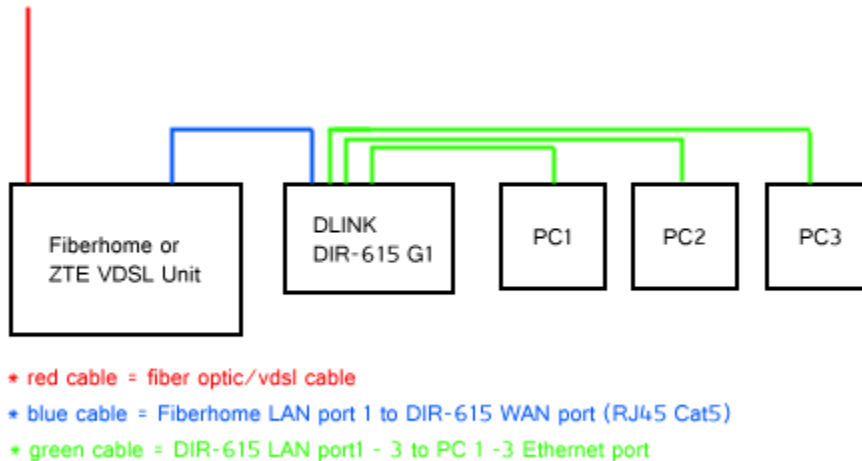 Fiberhome or
ZTE VDSL Unit
DLINK
DIR-615 G1
PC1
PC2
PC3
* red cable = fiber optic/vdsl cable
* blue cable = Fiberhome LAN port 1 to DIR-615 WAN port (RJ45 Cat5)
* green cable = DIR-615 LAN port1 - 3 to PC 1 -3 Ethernet port